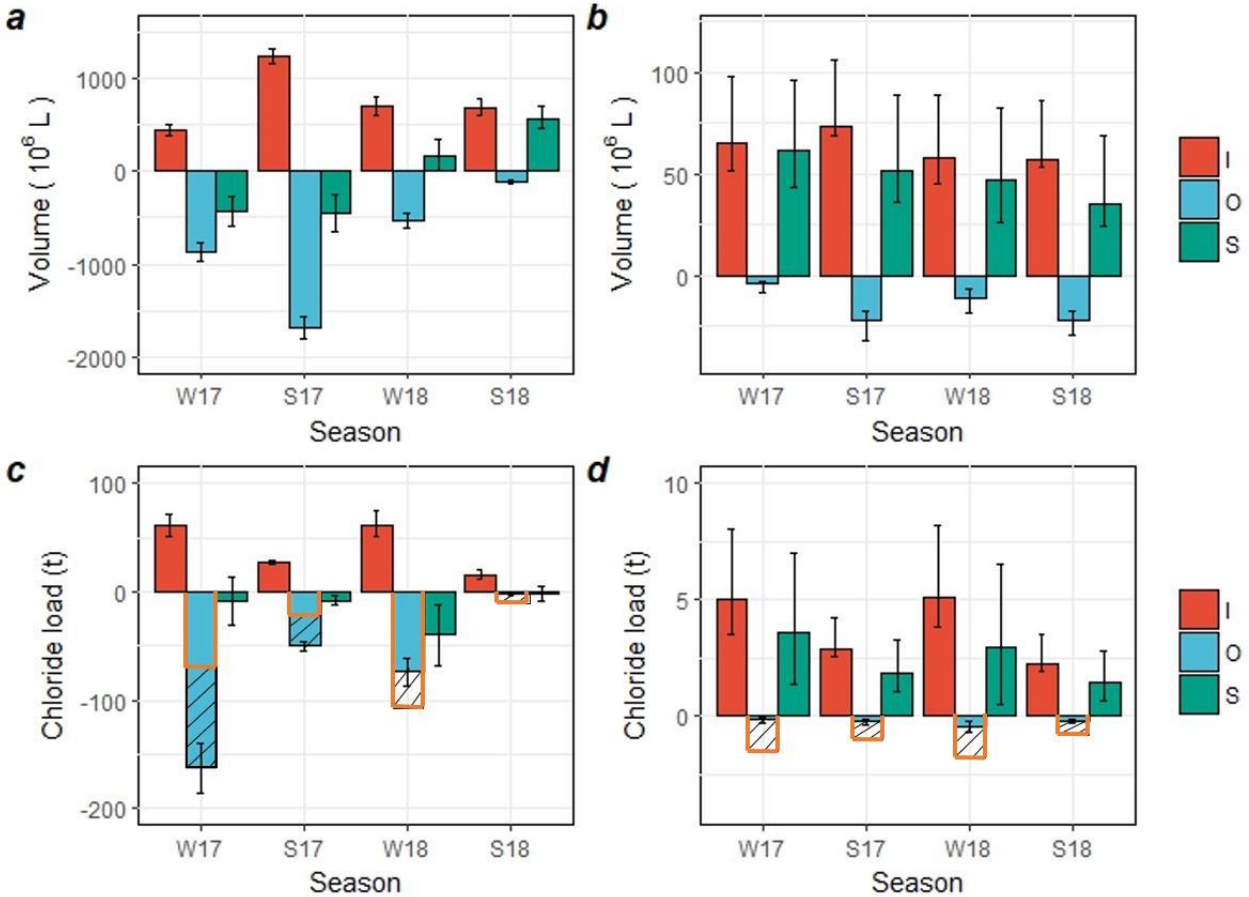 a
Volume ( 10⁶ L )
1000
0
-1000
-2000
W17 S17 W18 S18
Season
b
Volume ( 10⁶ L )
100
50
0
W17 S17 W18 S18
Season
I
O
S
c
Chloride load (t)
100
0
-100
-200
W17 S17 W18 S18
Season
d
Chloride load (t)
10
5
0
W17 S17 W18 S18
Season
I
O
S